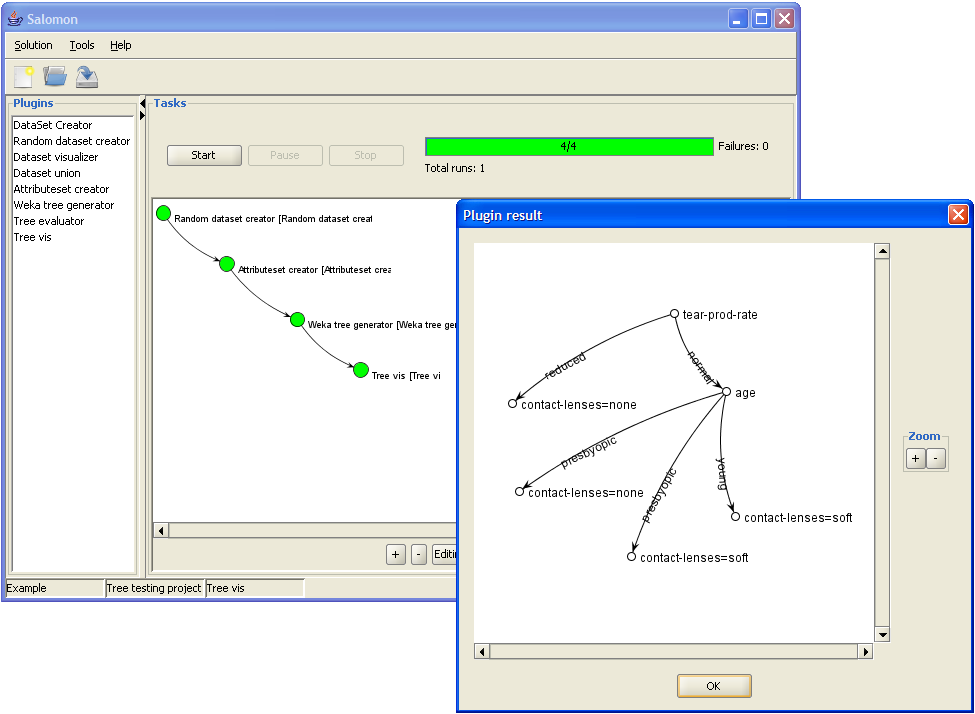 Salomon
Solution Tools Help
Plugins
DataSet Creator
Random dataset creator
Dataset visualizer
Dataset union
Attributeset creator
Weka tree generator
Tree evaluator
Tree vis
Tasks
Start Pause Stop
4/4
Failures: 0
Total runs: 1
Random dataset creator [Random dataset creat
Attributeset creator [Attributeset crea
Weka tree generator [Weka tree ge
Tree vis [Tree vi
+ - Editin
Example Tree testing project Tree vis
Plugin result
tear-prod-rate
reduced
normal
contact-lenses=none
age
presbyopic
presbyopic
young
contact-lenses=none
contact-lenses=soft
contact-lenses=soft
Zoom
+ -
OK